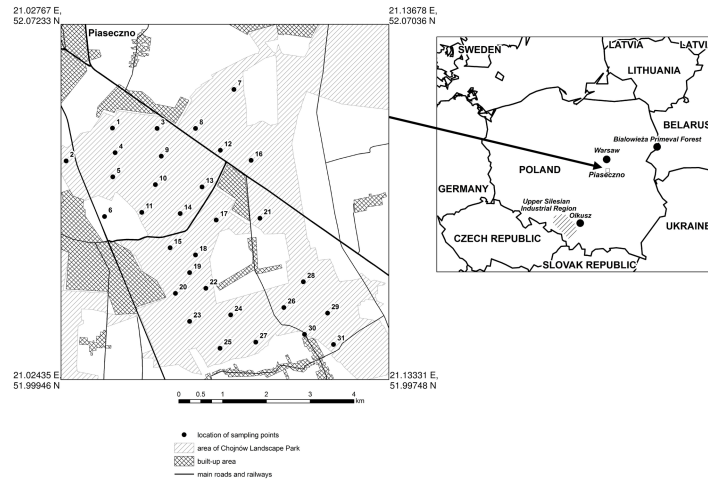 21.02767 E,
52.07233 N
21.13678 E,
52.07036 N
Piaseczno
7
1
3
8
12
4
9
16
2
5
10
13
6
11
14
17
21
15
18
19
20
22
28
26
29
23
24
30
25
27
31
21.02435 E,
51.99946 N
21.13331 E,
51.99748 N
0 0.5 1 2 3 4
km
location of sampling points
area of Chojnów Landscape Park
built-up area
main roads and railways
SWEDEN
LATVIA
LATVI
LITHUANIA
BELARUS
Białowieża Primeval Forest
Warsaw
POLAND
Piaseczno
GERMANY
Upper Silesian
Industrial Region
Olkusz
UKRAINE
CZECH REPUBLIC
SLOVAK REPUBLIC